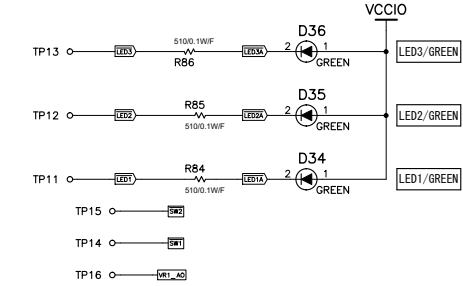 VCCIO
D36
510/0.1W/F
TP13 LED3 R86 LED3A 2 1 GREEN LED3/GREEN
D35
R85
TP12 LED2 510/0.1W/F LED2A 2 1 GREEN LED2/GREEN
D34
R84
TP11 LED1 510/0.1W/F LED1A 2 1 GREEN LED1/GREEN
TP15 SW2
TP14 SW1
TP16 VR1_AO